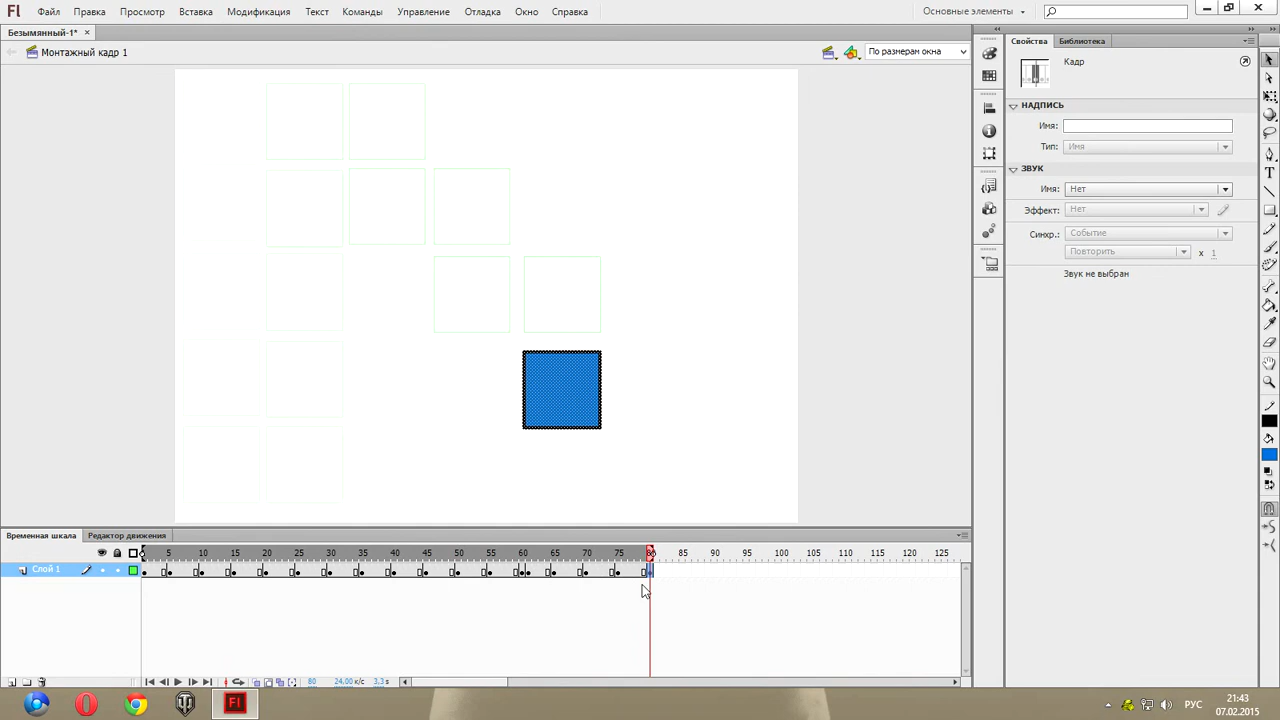 Fl Файл Правка Просмотр Вставка Модификация Текст Команды Управление Отладка Окно Справка Основные элементы
Безымянный-1* ×
Монтажный кадр 1 По размерам окна
Свойства Библиотека
Кадр
НАДПИСЬ
Имя:
Тип: Имя
ЗВУК
Имя: Нет
Эффект: Нет
Синхр.: Событие
Повторить x 1
Звук не выбран
Временная шкала Редактор движения
5 10 15 20 25 30 35 40 45 50 55 60 65 70 75 80 85 90 95 100 105 110 115 120 125
Слой 1
80 24,00 к/с 3,3 s
Fl РУС 21:43
07.02.2015